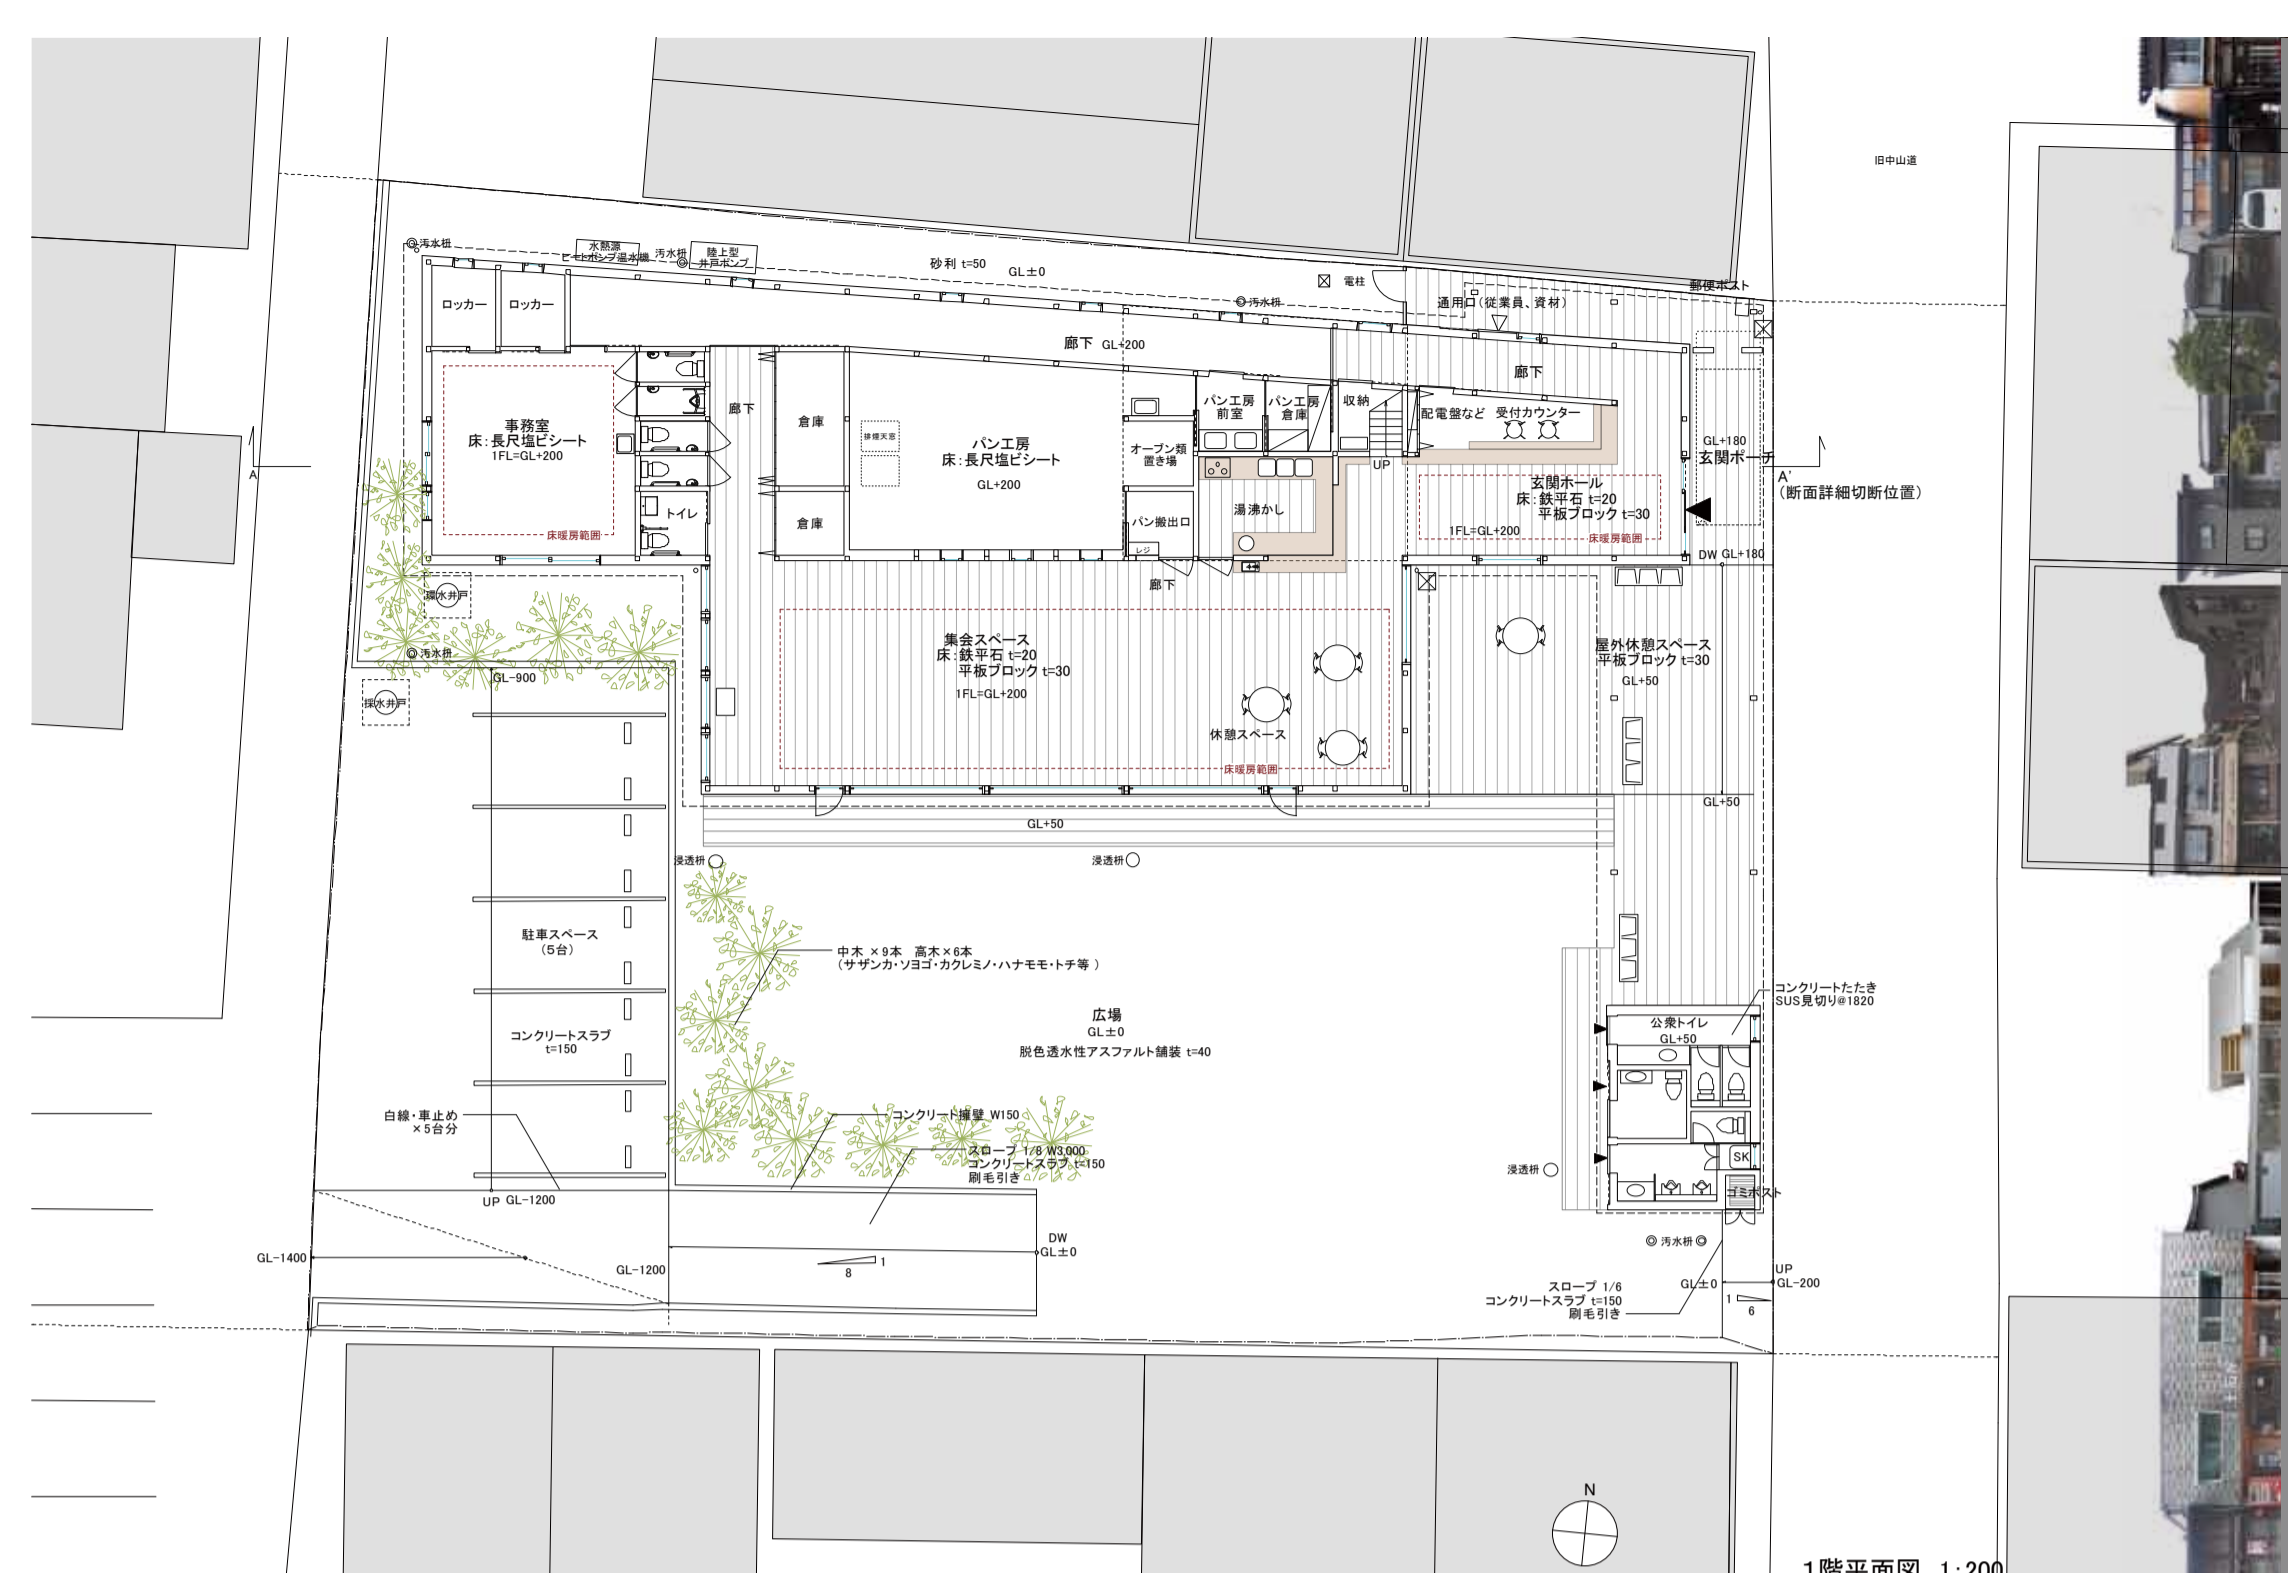 旧中山道
汚水枡
水熱源
ヒートポンプ温水機
汚水枡
陸上型
井戸ポンプ
砂利 t=50
GL±0
電柱
汚水枡
通用口(従業員、資材)
郵便ポスト
ロッカー
ロッカー
廊下 GL+200
廊下
事務室
床:長尺塩ビシート
1FL=GL+200
床暖房範囲
トイレ
廊下
倉庫
倉庫
排煙天窓
パン工房
床:長尺塩ビシート
GL+200
オーブン類
置き場
パン搬出口
レジ
パン工房
前室
パン工房
倉庫
収納
UP
配電盤など
受付カウンター
湯沸かし
玄関ホール
床:鉄平石 t=20
平板ブロック t=30
1FL=GL+200
床暖房範囲
GL+180
玄関ポーチ
A
A'
(断面詳細切断位置)
DW GL+180
廊下
環水井戸
汚水枡
採水井戸
GL-900
集会スペース
床:鉄平石 t=20
平板ブロック t=30
1FL=GL+200
休憩スペース
床暖房範囲
屋外休憩スペース
平板ブロック t=30
GL+50
GL+50
GL+50
浸透枡
浸透枡
駐車スペース
(5台)
コンクリートスラブ
t=150
中木 ×9本 高木×6本
(サザンカ・ソヨゴ・カクレミノ・ハナモモ・トチ等 )
広場
GL±0
脱色透水性アスファルト舗装 t=40
コンクリートたたき
SUS見切り@1820
公衆トイレ
GL+50
SK
ゴミポスト
浸透枡
汚水枡
白線・車止め
×5台分
コンクリート擁壁 W150
スロープ 1/8 W3,000
コンクリートスラブ t=150
刷毛引き
UP GL-1200
GL-1400
GL-1200
8
1
DW
GL±0
スロープ 1/6
コンクリートスラブ t=150
刷毛引き
GL±0
UP
GL-200
1
6
N
1階平面図 1:200